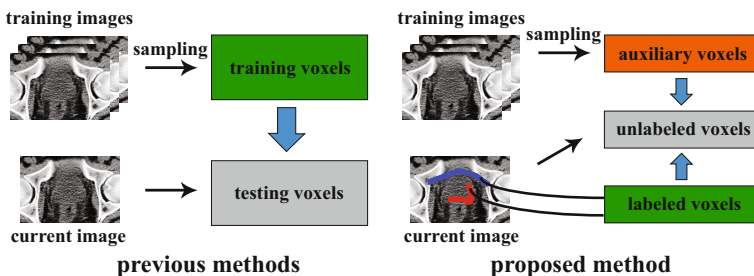 training images
sampling
training voxels
testing voxels
current image
previous methods
training images
sampling
auxiliary voxels
unlabeled voxels
labeled voxels
current image
proposed method